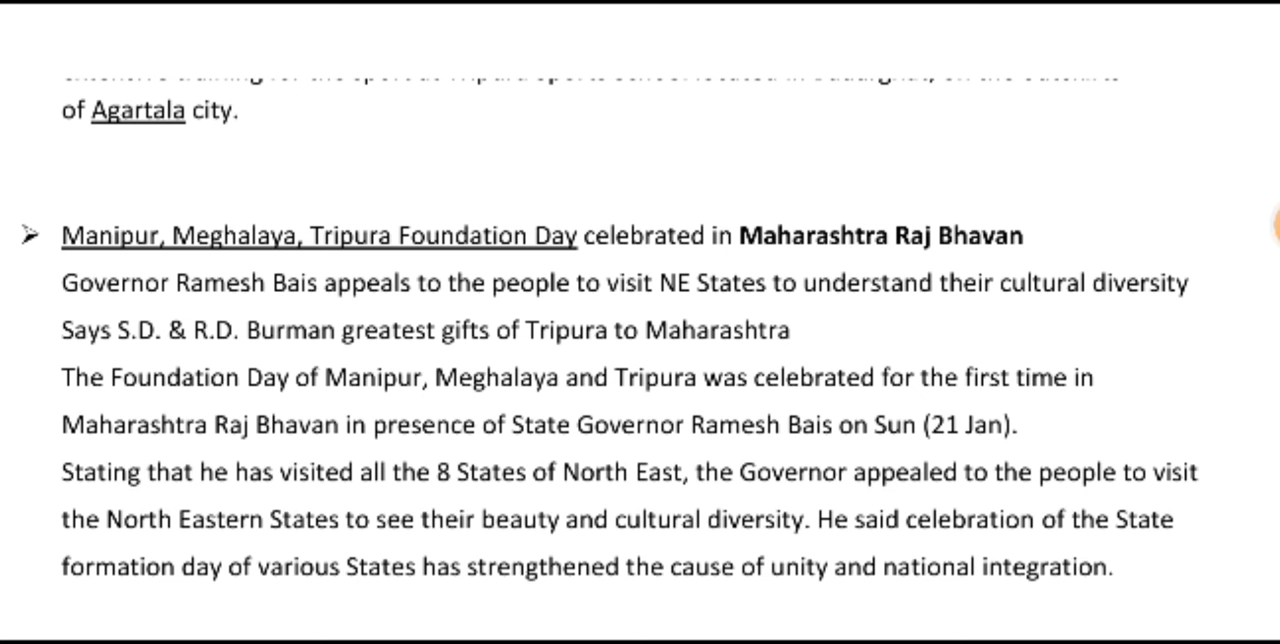 of Agartala city.
➢ Manipur, Meghalaya, Tripura Foundation Day celebrated in Maharashtra Raj Bhavan
Governor Ramesh Bais appeals to the people to visit NE States to understand their cultural diversity
Says S.D. & R.D. Burman greatest gifts of Tripura to Maharashtra
The Foundation Day of Manipur, Meghalaya and Tripura was celebrated for the first time in
Maharashtra Raj Bhavan in presence of State Governor Ramesh Bais on Sun (21 Jan).
Stating that he has visited all the 8 States of North East, the Governor appealed to the people to visit
the North Eastern States to see their beauty and cultural diversity. He said celebration of the State
formation day of various States has strengthened the cause of unity and national integration.